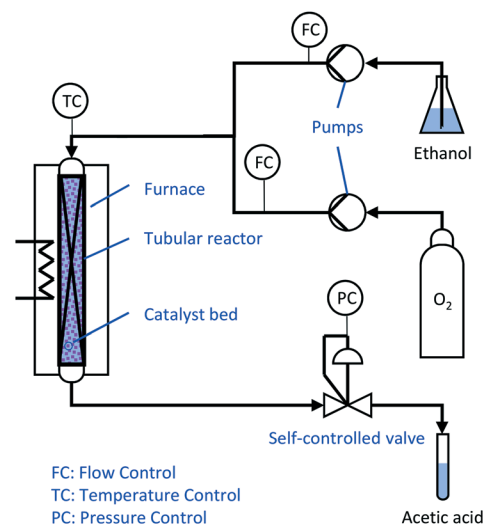 FC
TC
Pumps
Ethanol
FC
Furnace
Tubular reactor
O₂
PC
Catalyst bed
Self-controlled valve
FC: Flow Control
TC: Temperature Control
PC: Pressure Control
Acetic acid